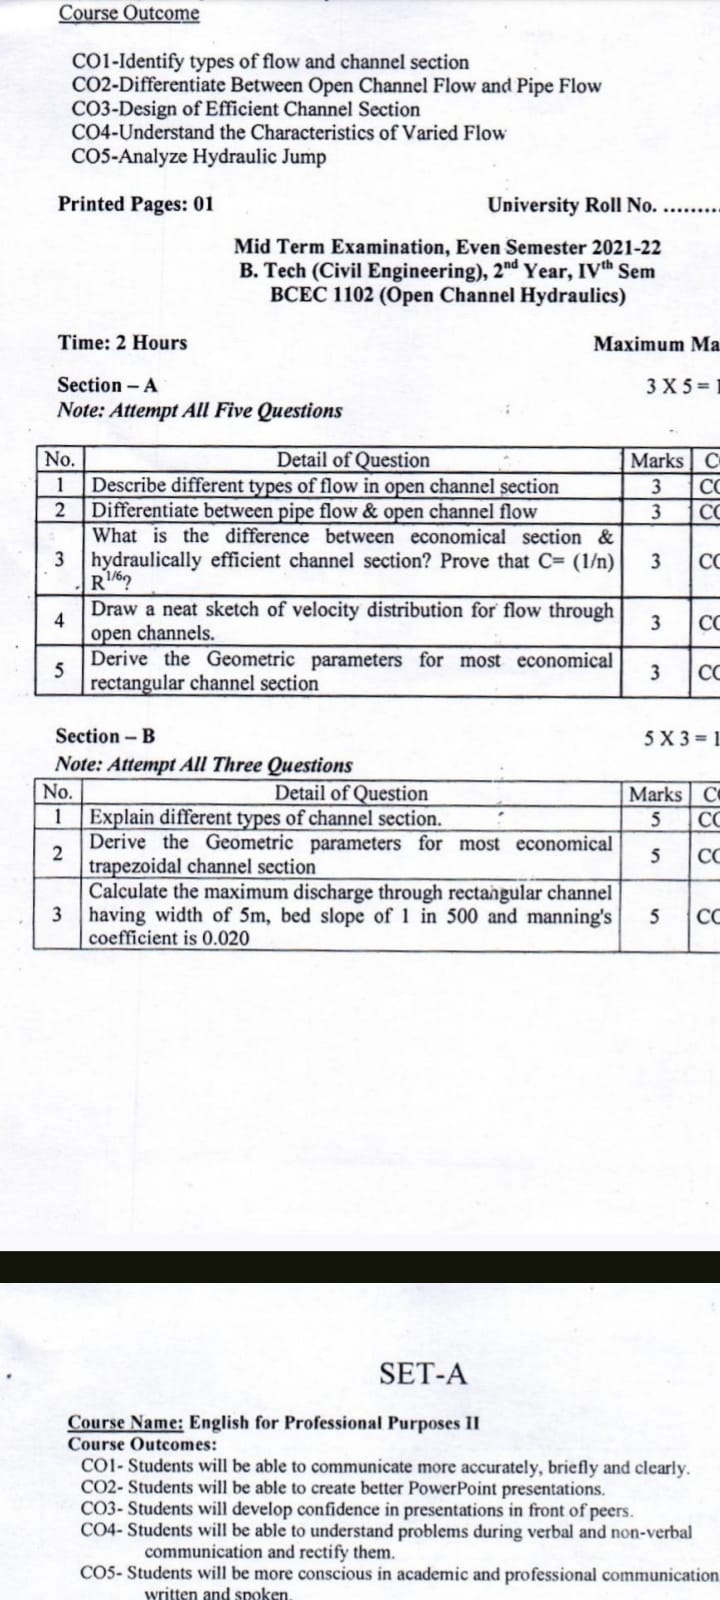 Course Outcome
CO1-Identify types of flow and channel section
CO2-Differentiate Between Open Channel Flow and Pipe Flow
CO3-Design of Efficient Channel Section
CO4-Understand the Characteristics of Varied Flow
CO5-Analyze Hydraulic Jump
Printed Pages: 01 University Roll No. .........
Mid Term Examination, Even Semester 2021-22
B. Tech (Civil Engineering), 2nd Year, IVth Sem
BCEC 1102 (Open Channel Hydraulics)
Time: 2 Hours Maximum Ma
Section – A 3 X 5 = 1
Note: Attempt All Five Questions
No. Detail of Question Marks C
1 Describe different types of flow in open channel section 3 CC
2 Differentiate between pipe flow & open channel flow 3 CC
What is the difference between economical section &
3 hydraulically efficient channel section? Prove that C= (1/n) 3 CC
R^1/6?
4 Draw a neat sketch of velocity distribution for flow through 3 CC
open channels.
5 Derive the Geometric parameters for most economical 3 CC
rectangular channel section
Section – B 5 X 3 = 1
Note: Attempt All Three Questions
No. Detail of Question Marks C
1 Explain different types of channel section. 5 CC
2 Derive the Geometric parameters for most economical 5 CC
trapezoidal channel section
Calculate the maximum discharge through rectangular channel
3 having width of 5m, bed slope of 1 in 500 and manning's 5 CC
coefficient is 0.020
SET-A
Course Name: English for Professional Purposes II
Course Outcomes:
CO1- Students will be able to communicate more accurately, briefly and clearly.
CO2- Students will be able to create better PowerPoint presentations.
CO3- Students will develop confidence in presentations in front of peers.
CO4- Students will be able to understand problems during verbal and non-verbal
communication and rectify them.
CO5- Students will be more conscious in academic and professional communication
written and spoken.